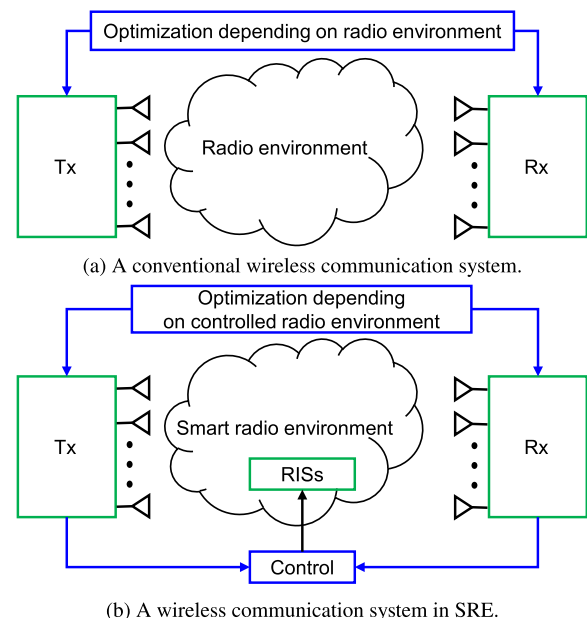 Optimization depending on radio environment
Tx
Radio environment
Rx
(a) A conventional wireless communication system.
Optimization depending
on controlled radio environment
Tx
Smart radio environment
RISs
Rx
Control
(b) A wireless communication system in SRE.